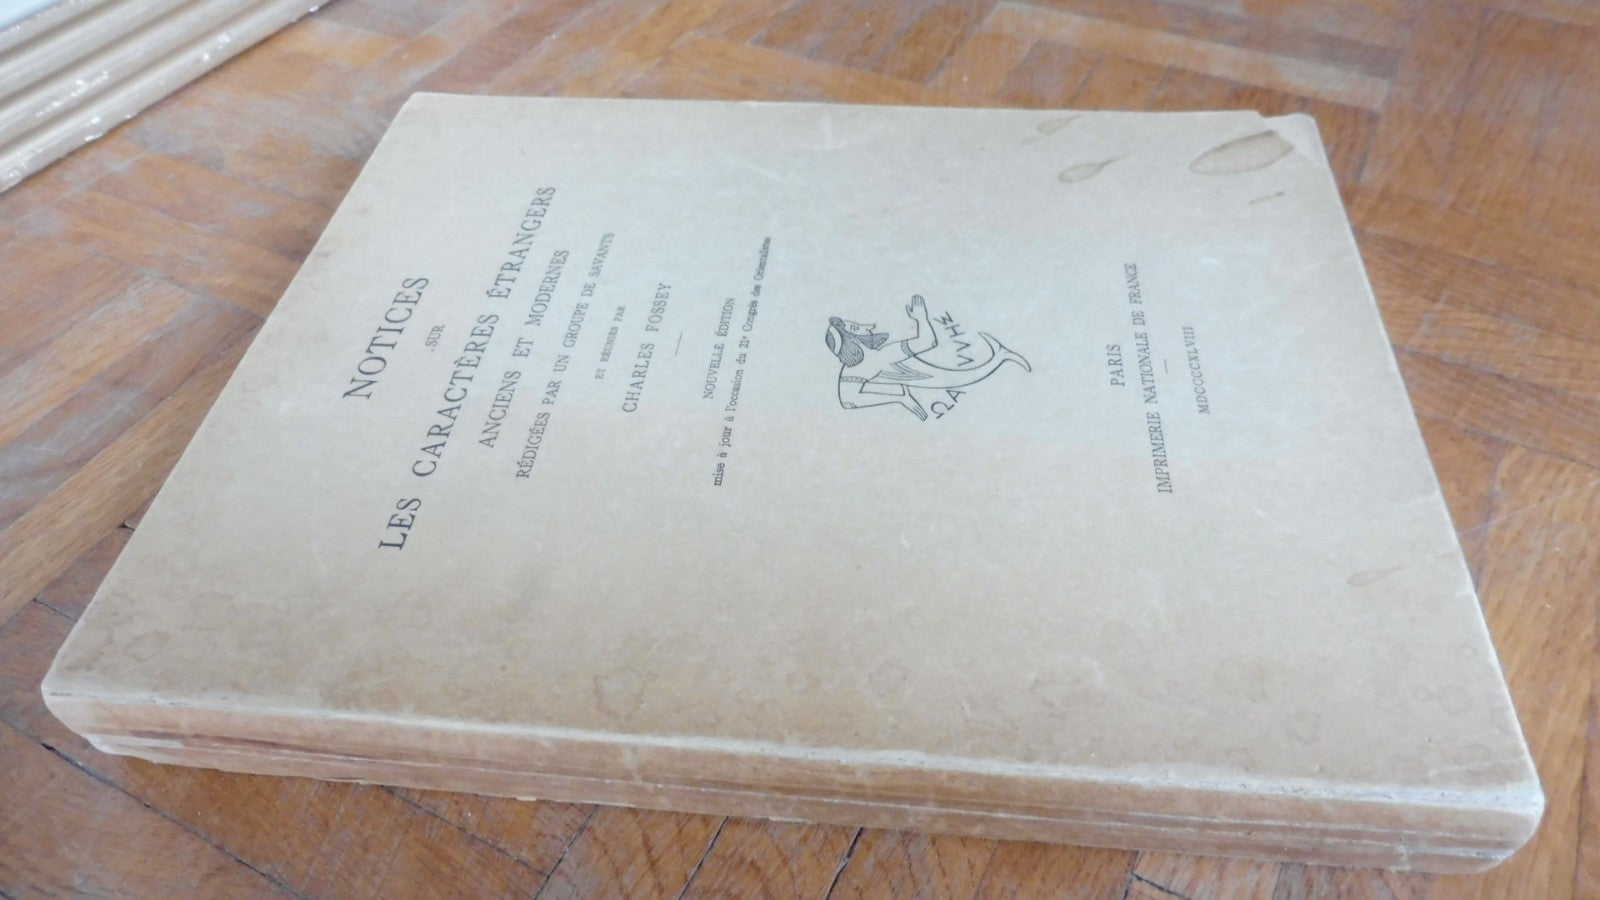 NOTICES
SUR
LES CARACTÈRES ÉTRANGERS
ANCIENS ET MODERNES
RÉDIGÉES PAR UN GROUPE DE SAVANTS
ET RÉUNIES PAR
CHARLES FOSSEY
NOUVELLE ÉDITION
mise à jour à l'occasion du 21e Congrès des Orientalistes
PARIS
IMPRIMERIE NATIONALE DE FRANCE
MDCCCCXLVIII